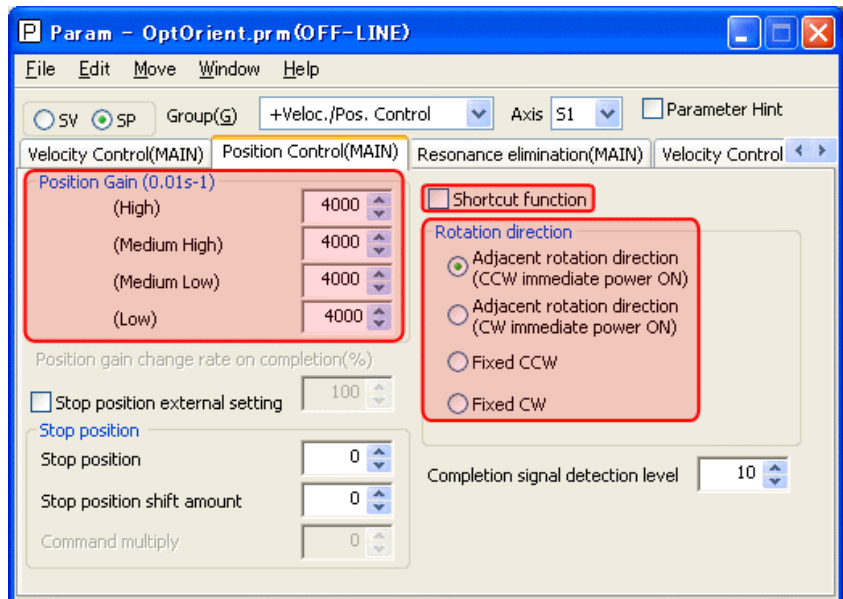 P Param - OptOrient.prm(OFF-LINE)
File Edit Move Window Help
SV SP Group(G) +Veloc./Pos. Control Axis S1 Parameter Hint
Velocity Control(MAIN) Position Control(MAIN) Resonance elimination(MAIN) Velocity Control
Position Gain (0.01s-1)
(High) 4000
(Medium High) 4000
(Medium Low) 4000
(Low) 4000
Position gain change rate on completion(%)
100
Stop position external setting
Stop position
Stop position 0
Stop position shift amount 0
Command multiply 0
Shortcut function
Rotation direction
Adjacent rotation direction
(CCW immediate power ON)
Adjacent rotation direction
(CW immediate power ON)
Fixed CCW
Fixed CW
Completion signal detection level 10